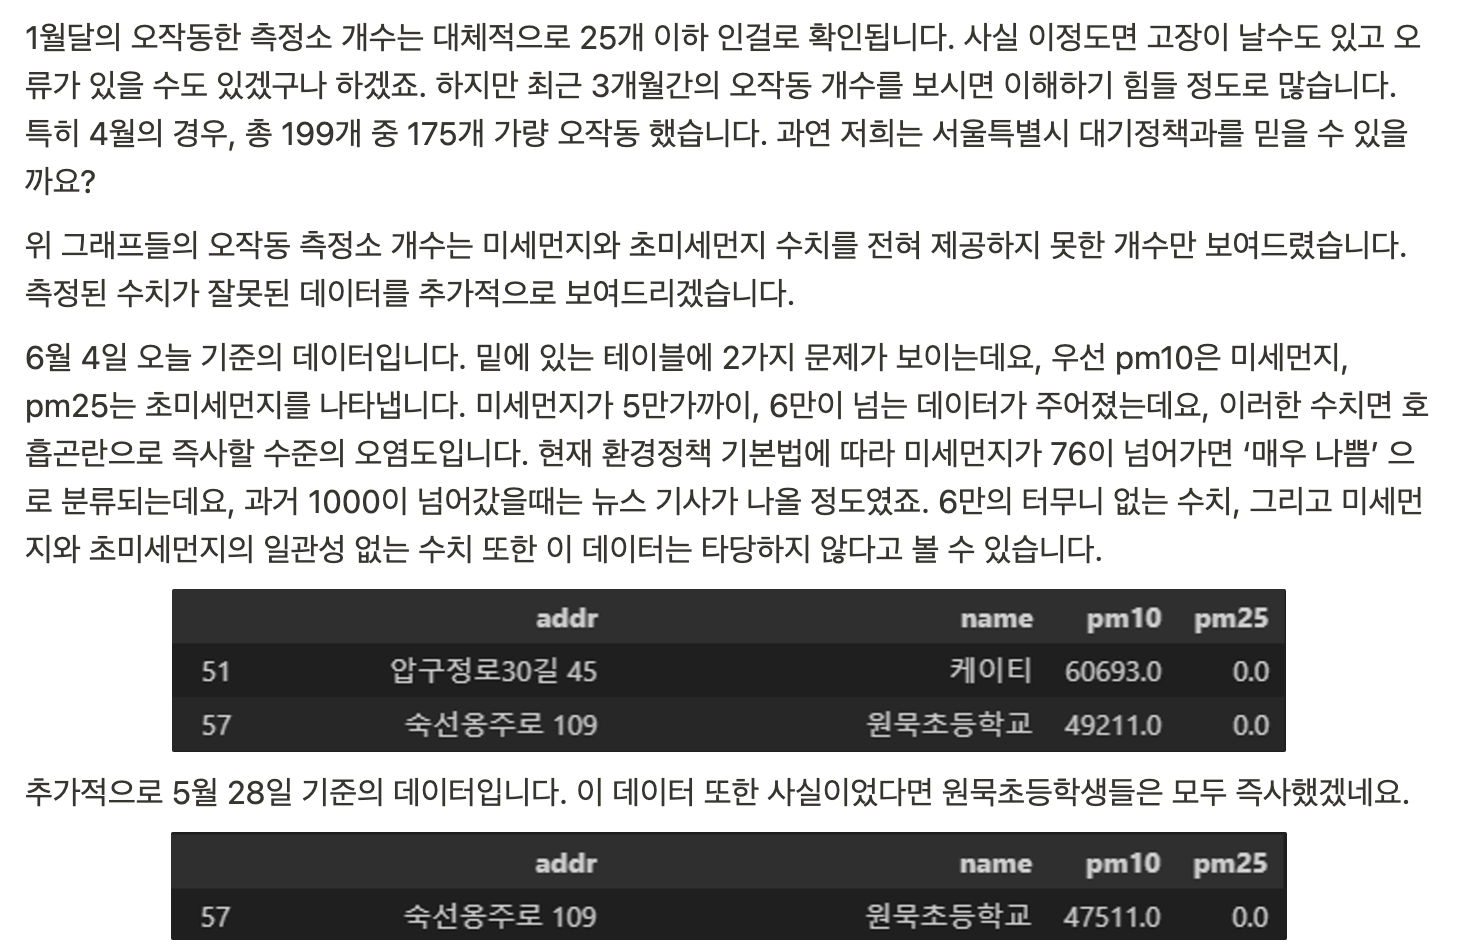 1월달의 오작동한 측정소 개수는 대체적으로 25개 이하 인걸로 확인됩니다. 사실 이정도면 고장이 날수도 있고 오
류가 있을 수도 있겠구나 하겠죠. 하지만 최근 3개월간의 오작동 개수를 보시면 이해하기 힘들 정도로 많습니다.
특히 4월의 경우, 총 199개 중 175개 가량 오작동 했습니다. 과연 저희는 서울특별시 대기정책과를 믿을 수 있을
까요?
위 그래프들의 오작동 측정소 개수는 미세먼지와 초미세먼지 수치를 전혀 제공하지 못한 개수만 보여드렸습니다.
측정된 수치가 잘못된 데이터를 추가적으로 보여드리겠습니다.
6월 4일 오늘 기준의 데이터입니다. 밑에 있는 테이블에 2가지 문제가 보이는데요, 우선 pm10은 미세먼지,
pm25는 초미세먼지를 나타냅니다. 미세먼지가 5만가까이, 6만이 넘는 데이터가 주어졌는데요, 이러한 수치면 호
흡곤란으로 즉사할 수준의 오염도입니다. 현재 환경정책 기본법에 따라 미세먼지가 76이 넘어가면 ‘매우 나쁨’ 으
로 분류되는데요, 과거 1000이 넘어갔을때는 뉴스 기사가 나올 정도였죠. 6만의 터무니 없는 수치, 그리고 미세먼
지와 초미세먼지의 일관성 없는 수치 또한 이 데이터는 타당하지 않다고 볼 수 있습니다.
addr name pm10 pm25
51 압구정로30길 45 케이티 60693.0 0.0
57 숙선옹주로 109 원묵초등학교 49211.0 0.0
추가적으로 5월 28일 기준의 데이터입니다. 이 데이터 또한 사실이었다면 원묵초등학생들은 모두 즉사했겠네요.
addr name pm10 pm25
57 숙선옹주로 109 원묵초등학교 47511.0 0.0